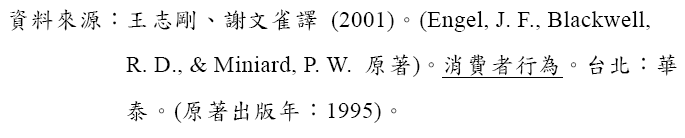 資料來源：王志剛、謝文雀譯 (2001)。(Engel, J. F., Blackwell,
R. D., & Miniard, P. W. 原著)。消費者行為。台北：華
泰。(原著出版年：1995)。